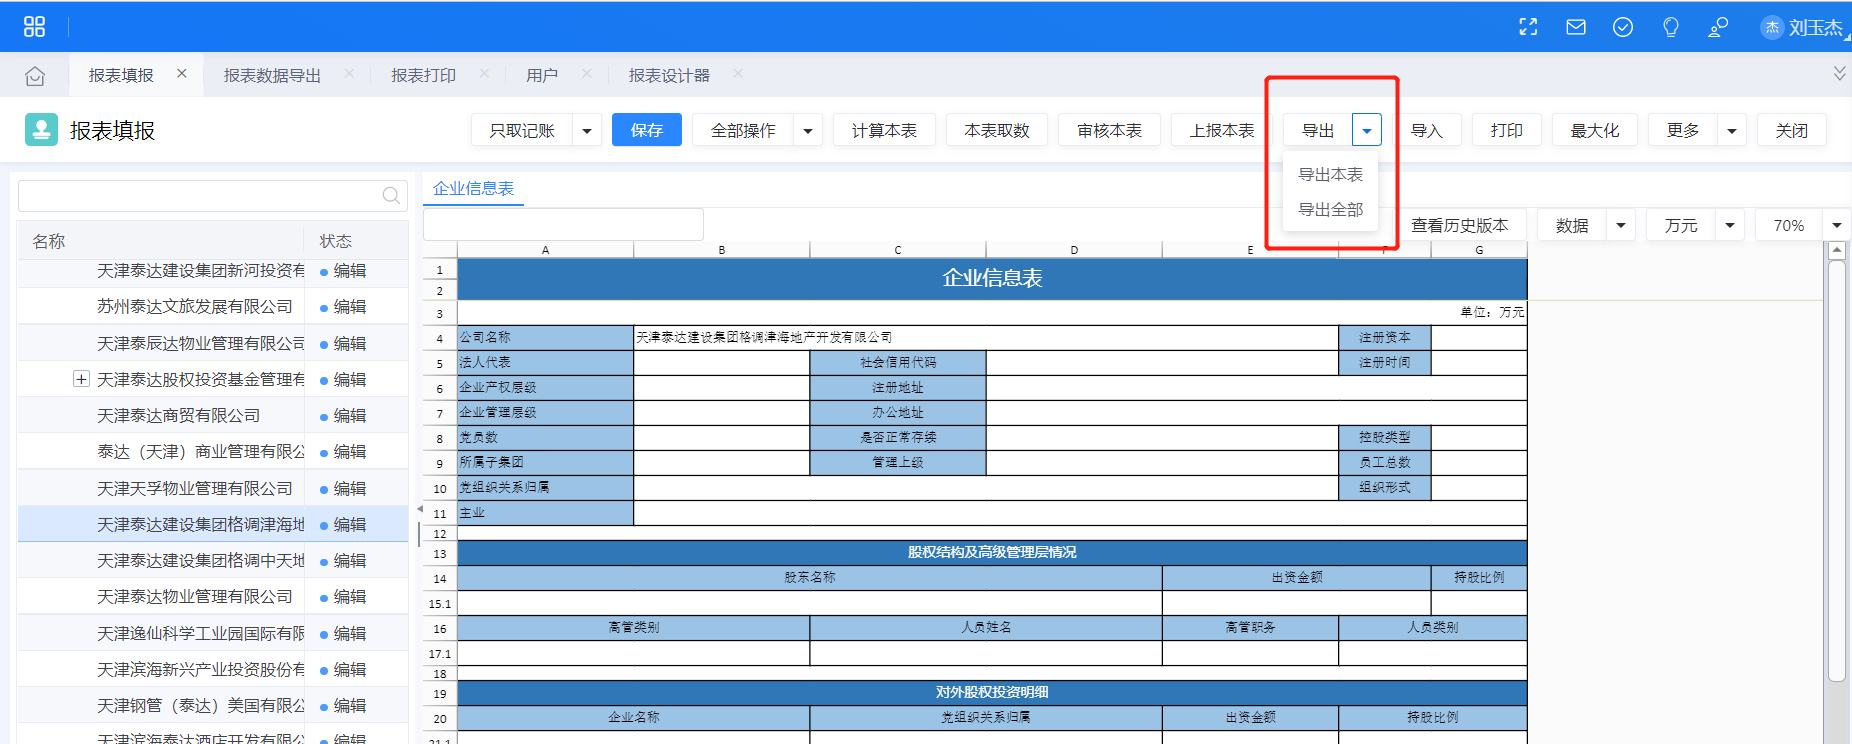 杰 刘玉杰
报表填报 报表数据导出 报表打印 用户 报表设计器
报表填报 只取记账 保存 全部操作 计算本表 本表取数 审核本表 上报本表 导出 导入 打印 最大化 更多 关闭
导出本表
导出全部
企业信息表
查看历史版本 数据 万元 70%
名称 状态
天津泰达建设集团新河投资有 编辑
苏州泰达文旅发展有限公司 编辑
天津泰辰达物业管理有限公司 编辑
天津泰达股权投资基金管理有 编辑
天津泰达商贸有限公司 编辑
泰达（天津）商业管理有限公 编辑
天津天孚物业管理有限公司 编辑
天津泰达建设集团格调津海地 编辑
天津泰达建设集团格调中天地 编辑
天津泰达物业管理有限公司 编辑
天津逸仙科学工业园国际有限 编辑
天津滨海新兴产业投资股份有 编辑
天津钢管（泰达）美国有限公 编辑
天津滨海泰达酒店开发有限公 编辑
A B C D E F G
1 企业信息表
2
3 单位：万元
4 公司名称 天津泰达建设集团格调津海地产开发有限公司 注册资本
5 法人代表 社会信用代码 注册时间
6 企业产权层级 注册地址
7 企业管理层级 办公地址
8 党员数 是否正常存续 控股类型
9 所属子集团 管理上级 员工总数
10 党组织关系归属 组织形式
11 主业
12
13 股权结构及高级管理层情况
14 股东名称 出资金额 持股比例
15.1
16 高管类别 人员姓名 高管职务 人员类别
17.1
18
19 对外股权投资明细
20 企业名称 党组织关系归属 出资金额 持股比例
21.1